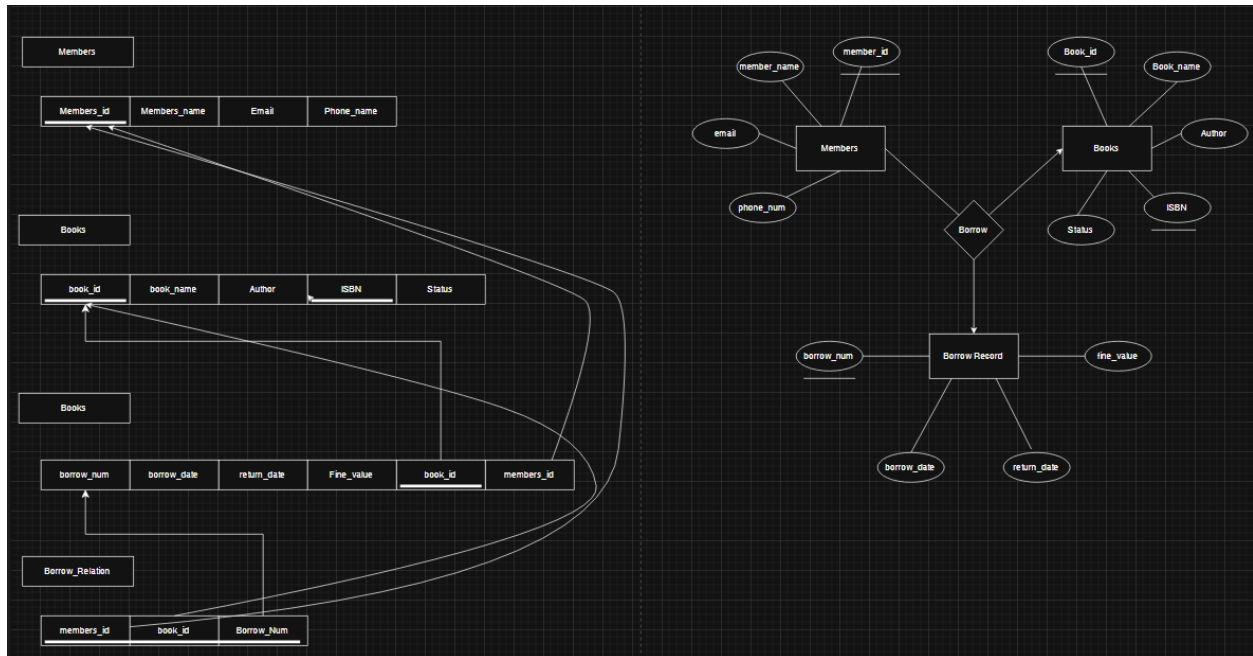 Members
Members_id Members_name Email Phone_name
Books
book_id book_name Author ISBN Status
Books
borrow_num borrow_date return_date Fine_value book_id members_id
Borrow_Relation
members_id book_id Borrow_Num
member_name
member_id
email
Members
phone_num
Book_id
Book_name
Author
Books
ISBN
Status
Borrow
borrow_num
Borrow Record
fine_value
borrow_date
return_date